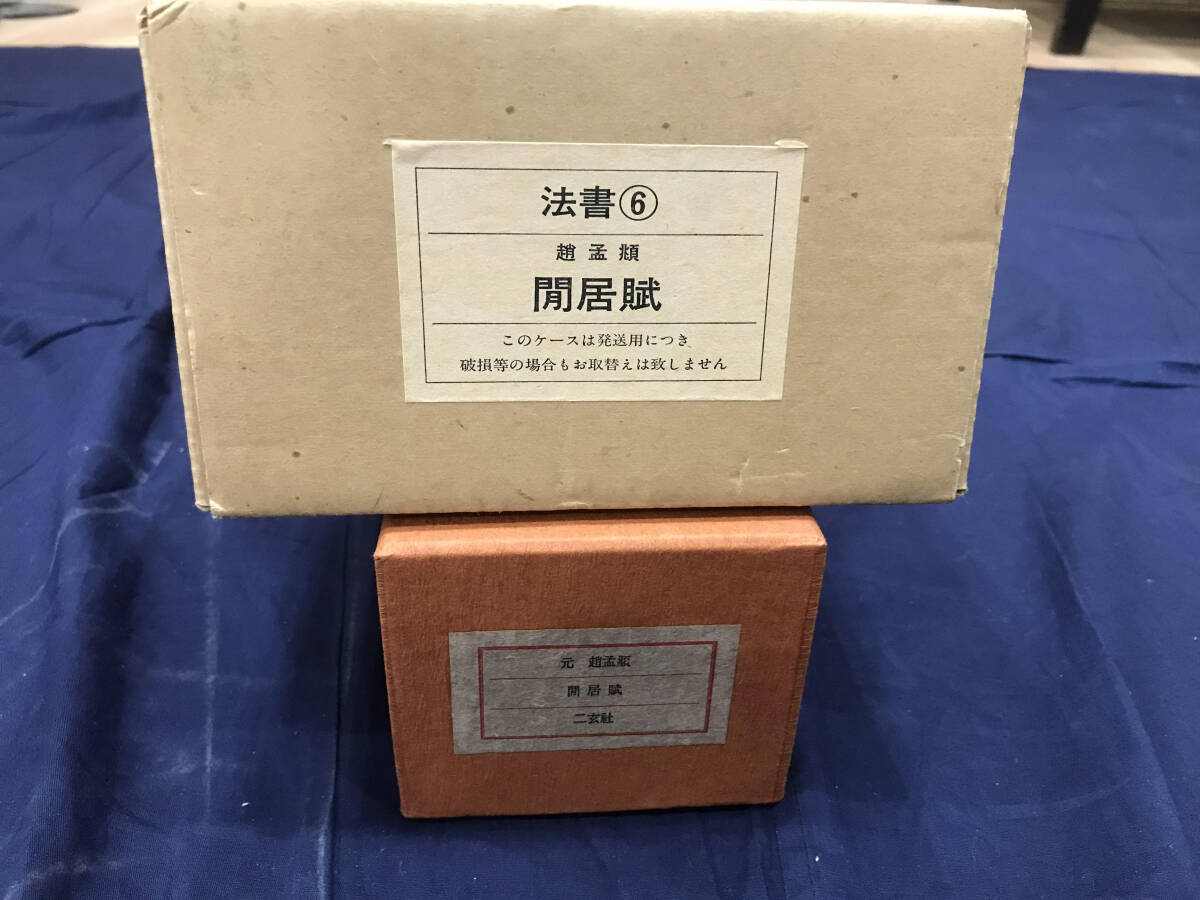 法書⑥
趙孟頫
閒居賦
このケースは発送用につき
破損等の場合もお取替えは致しません
元 趙孟頫
閒居賦
二玄社